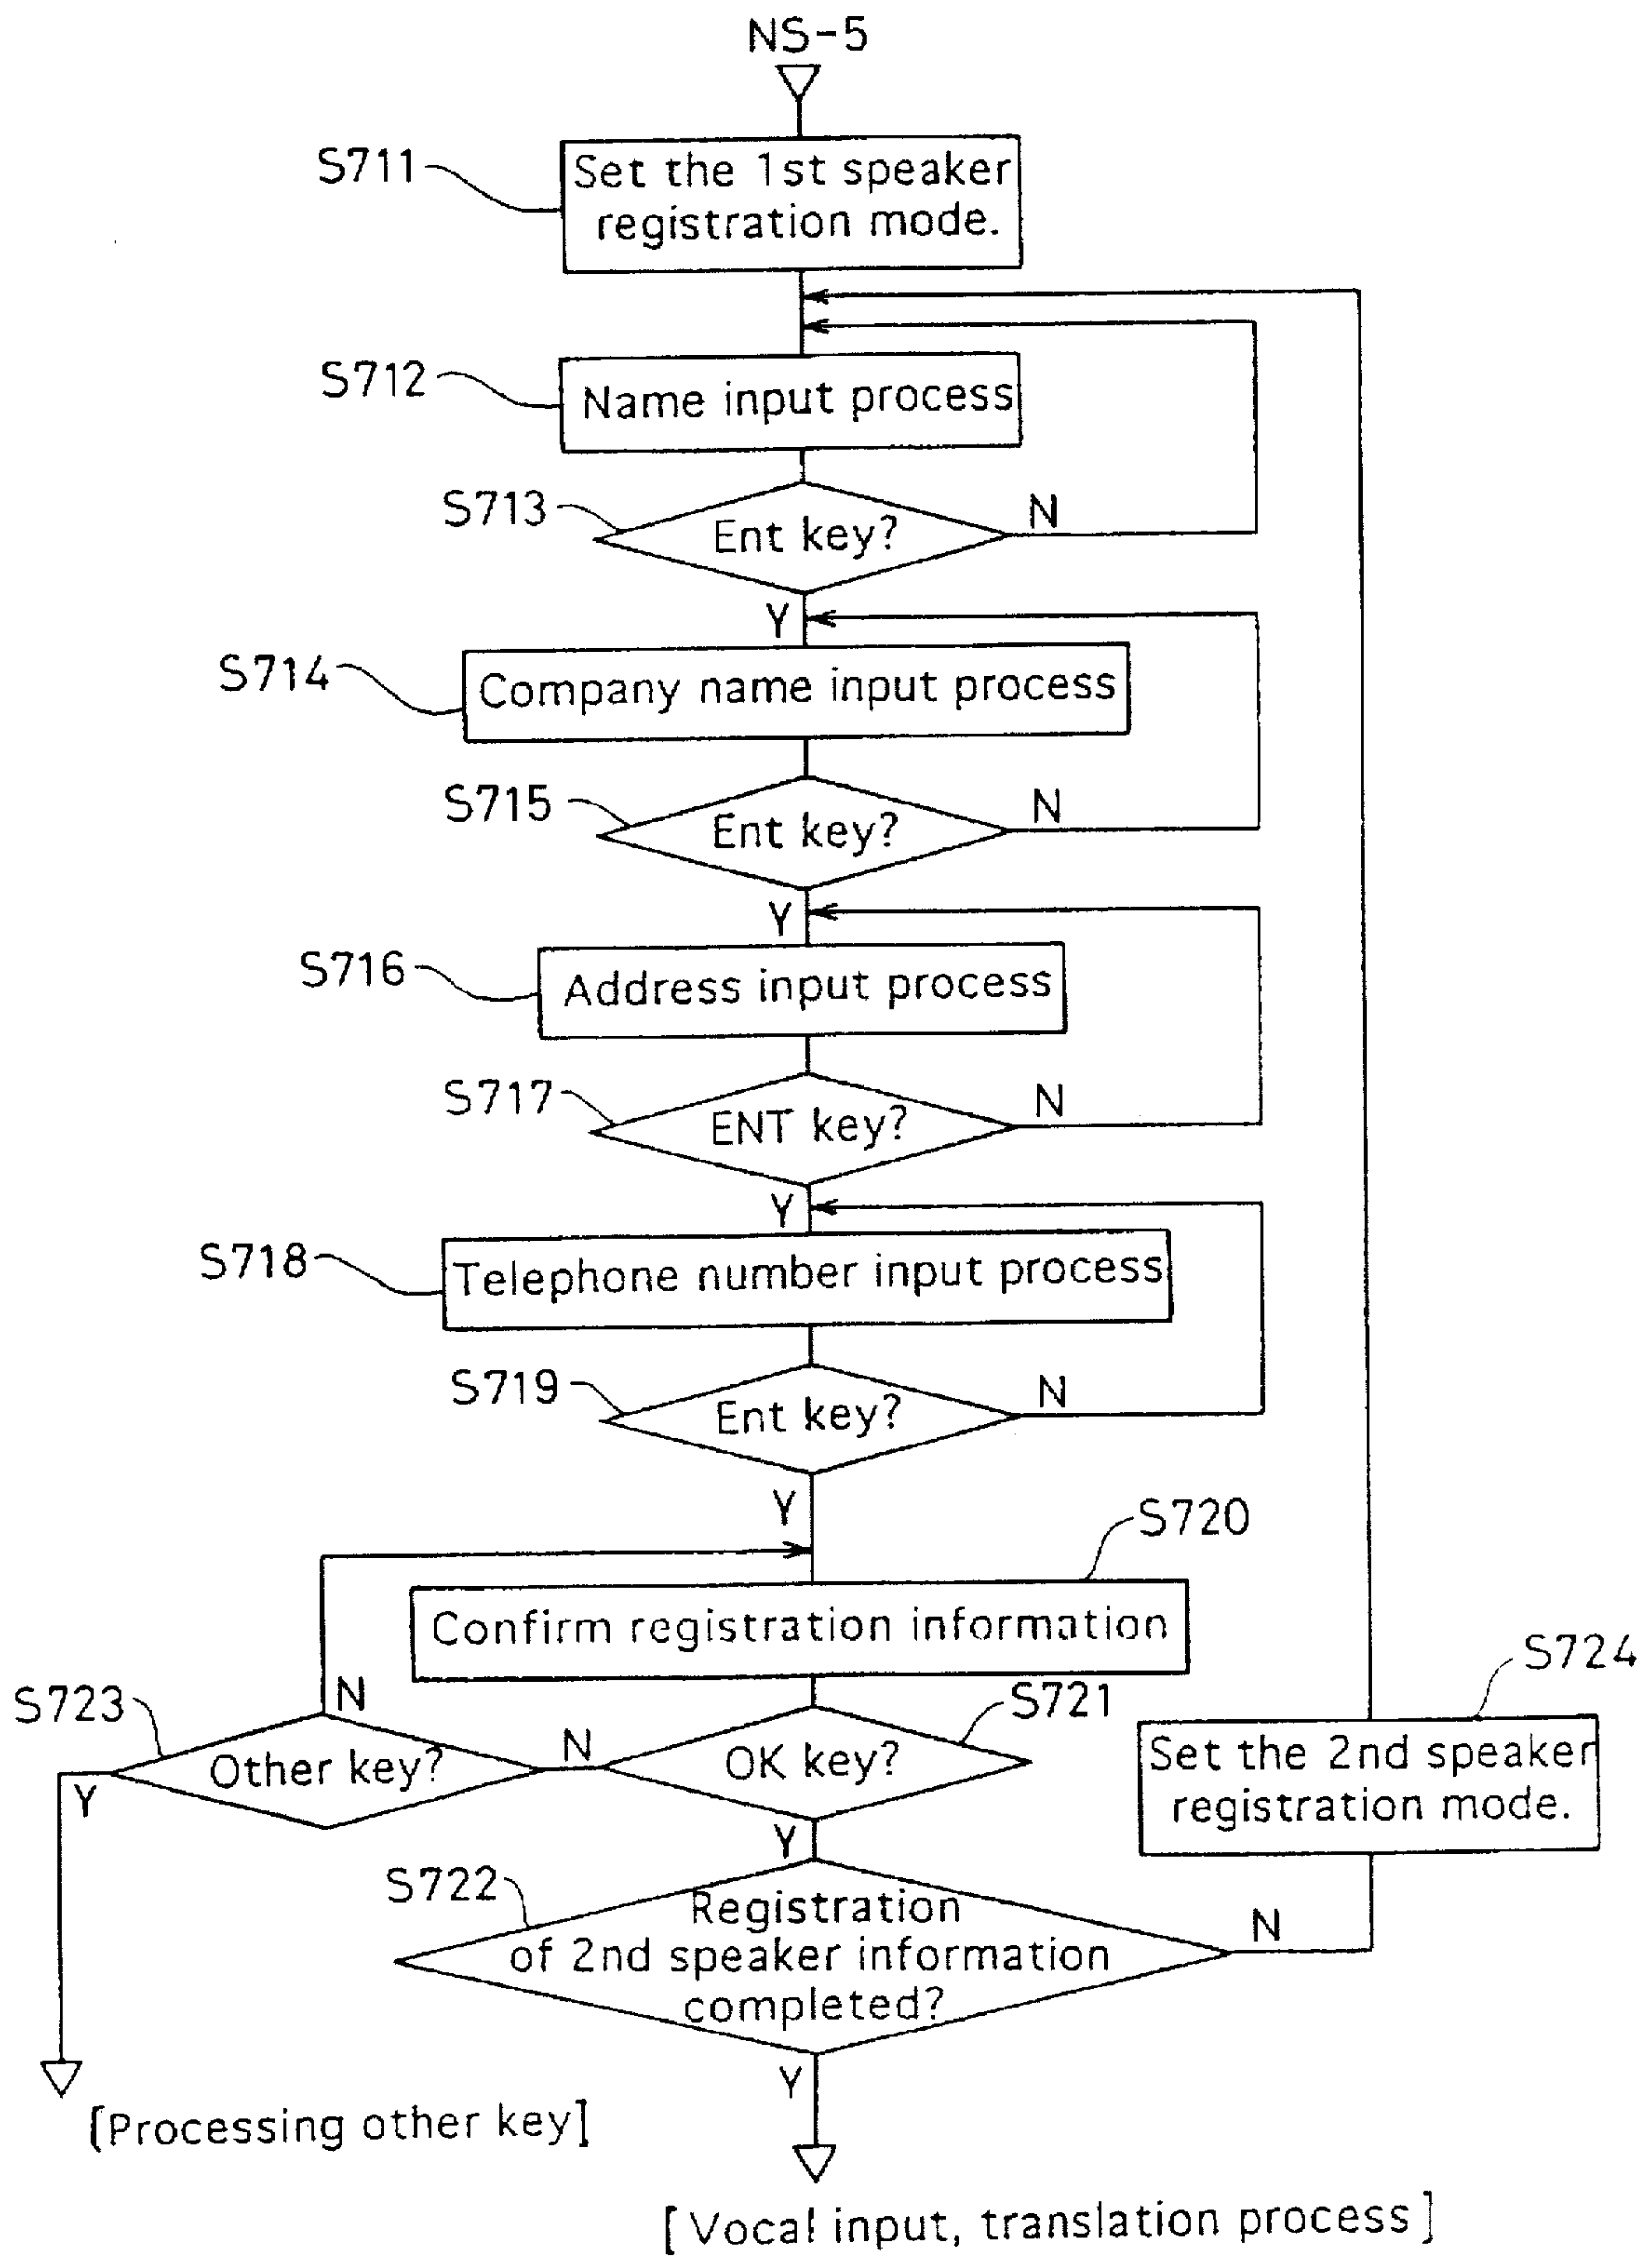 NS-5
S711
Set the 1st speaker
registration mode.
S712
Name input process
S713
Ent key?
N
Y
S714
Company name input process
S715
Ent key?
N
Y
S716
Address input process
S717
ENT key?
N
Y
S718
Telephone number input process
S719
Ent key?
N
Y
S720
Confirm registration information
S721
OK key?
N
Y
S723
Other key?
N
Y
S724
Set the 2nd speaker
registration mode.
S722
Registration
of 2nd speaker information
completed?
N
Y
[Processing other key]
[Vocal input, translation process]